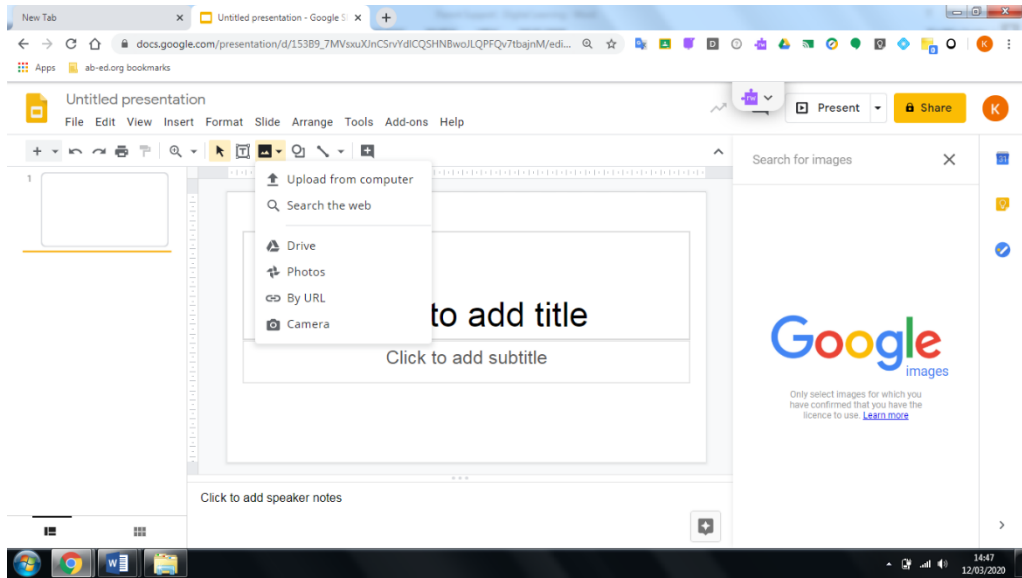 New Tab
Untitled presentation - Google Sl
docs.google.com/presentation/d/
Apps ab-ed.org bookmarks
Untitled presentation
File Edit View Insert Format Slide Arrange Tools Add-ons Help
rw
Present
Share
K
Search for images
1
Upload from computer
Search the web
Drive
Photos
By URL
Camera
to add title
Click to add subtitle
Google
images
Only select images for which you
have confirmed that you have the
licence to use. Learn more
Click to add speaker notes
14:47
12/03/2020